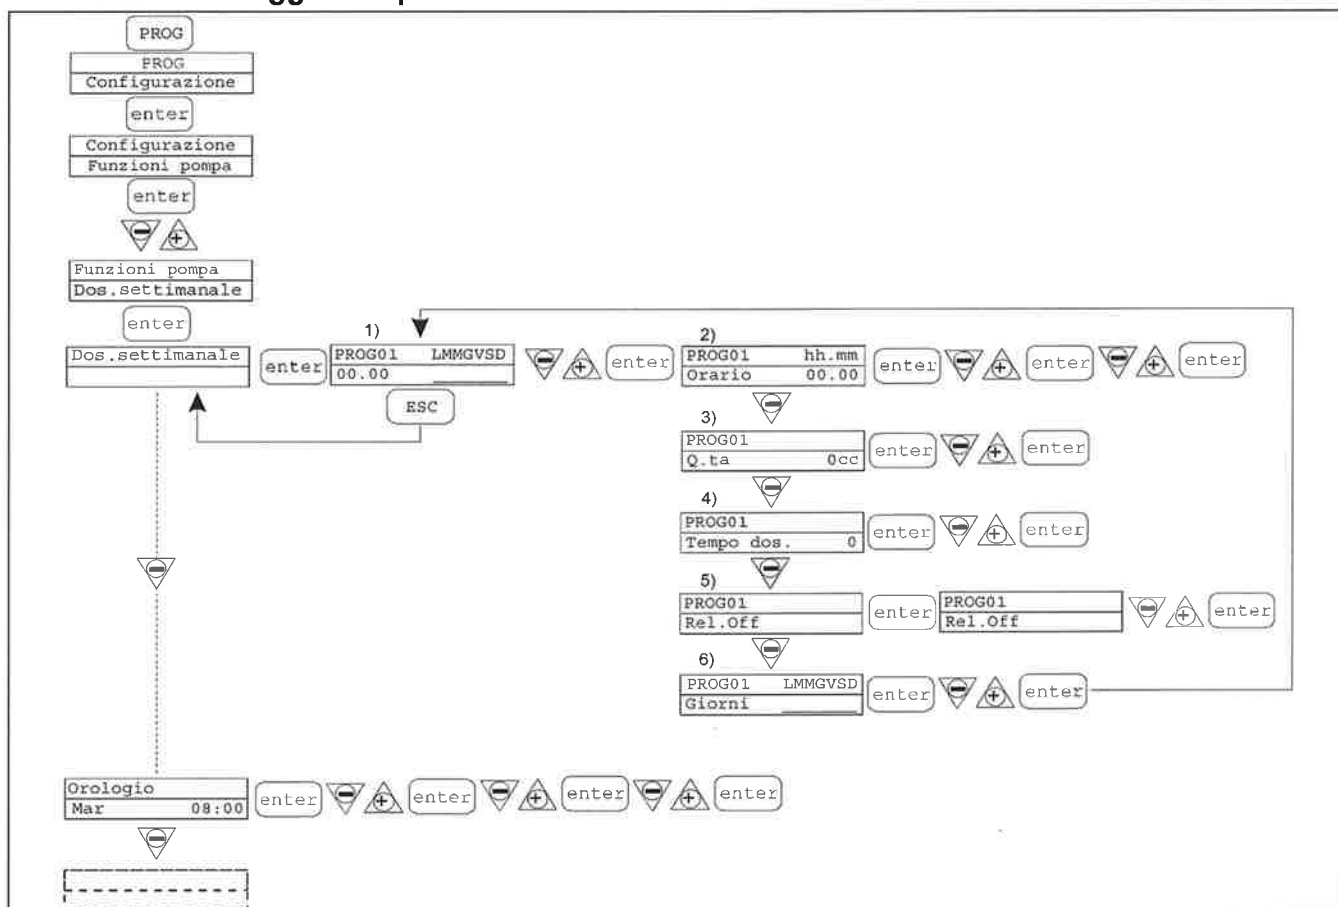 PROG
PROG
Configurazione
enter
Configurazione
Funzioni pompa
enter
Funzioni pompa
Dos.settimanale
enter
Dos.settimanale
enter
1)
PROG01 LMMGVSD
00.00 _______
ESC
enter
2)
PROG01 hh.mm
Orario 00.00
enter
enter
enter
3)
PROG01
Q.ta 0cc
enter
enter
4)
PROG01
Tempo dos. 0
enter
enter
5)
PROG01
Rel.Off
enter
PROG01
Rel.Off
enter
6)
PROG01 LMMGVSD
Giorni _______
enter
enter
Orologio
Mar 08:00
enter
enter
enter
enter